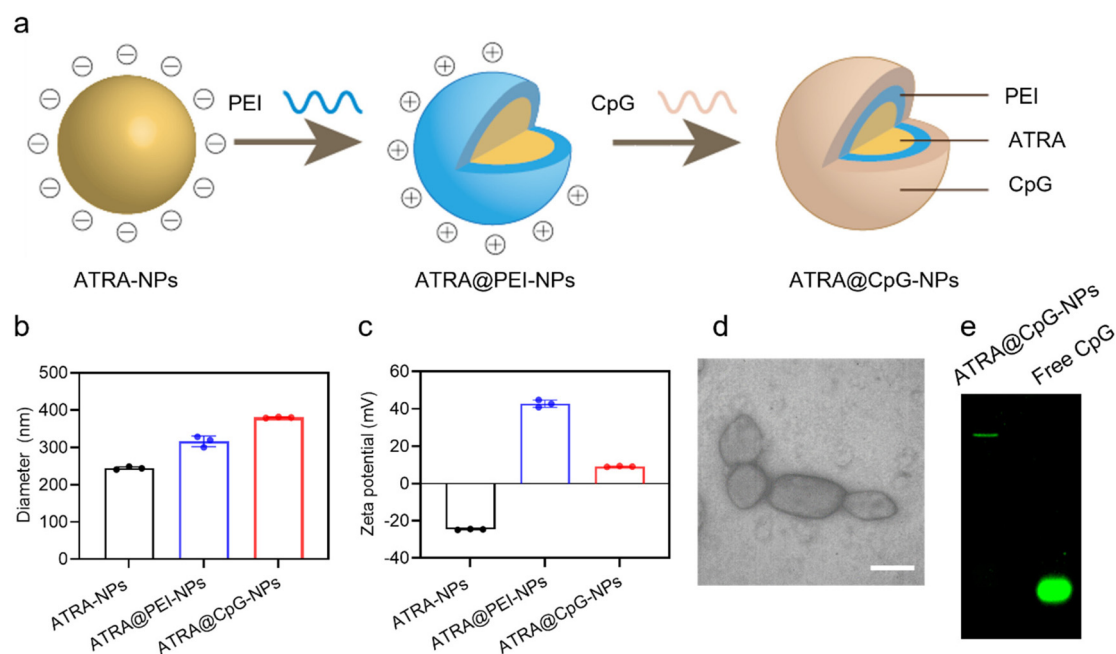 a
PEI
CpG
PEI
ATRA
CpG
ATRA-NPs
ATRA@PEI-NPs
ATRA@CpG-NPs
b
Diameter (nm)
500
400
300
200
100
0
ATRA-NPs
ATRA@PEI-NPs
ATRA@CpG-NPs
c
Zeta potential (mV)
60
40
20
0
-20
-40
ATRA-NPs
ATRA@PEI-NPs
ATRA@CpG-NPs
d
e
ATRA@CpG-NPs
Free CpG